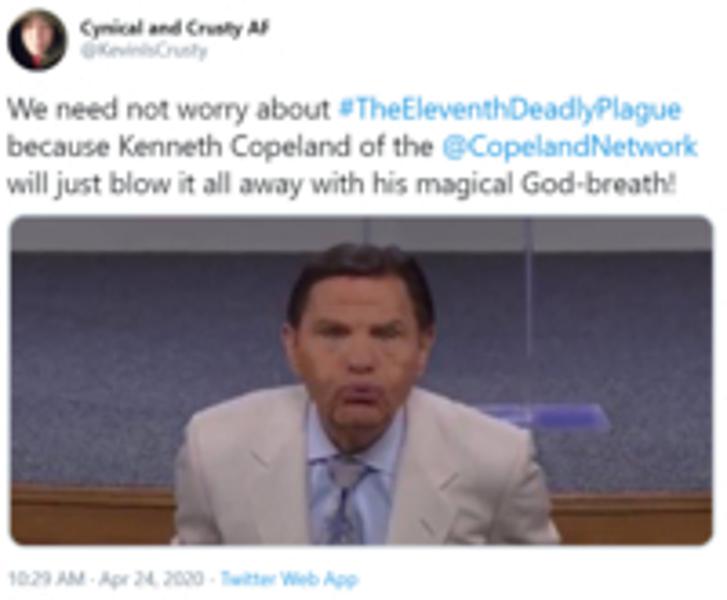 Cynical and Crusty AF
@KevinIsCrusty
We need not worry about #TheEleventhDeadlyPlague
because Kenneth Copeland of the @CopelandNetwork
will just blow it all away with his magical God-breath!
10:29 AM · Apr 24, 2020 · Twitter Web App